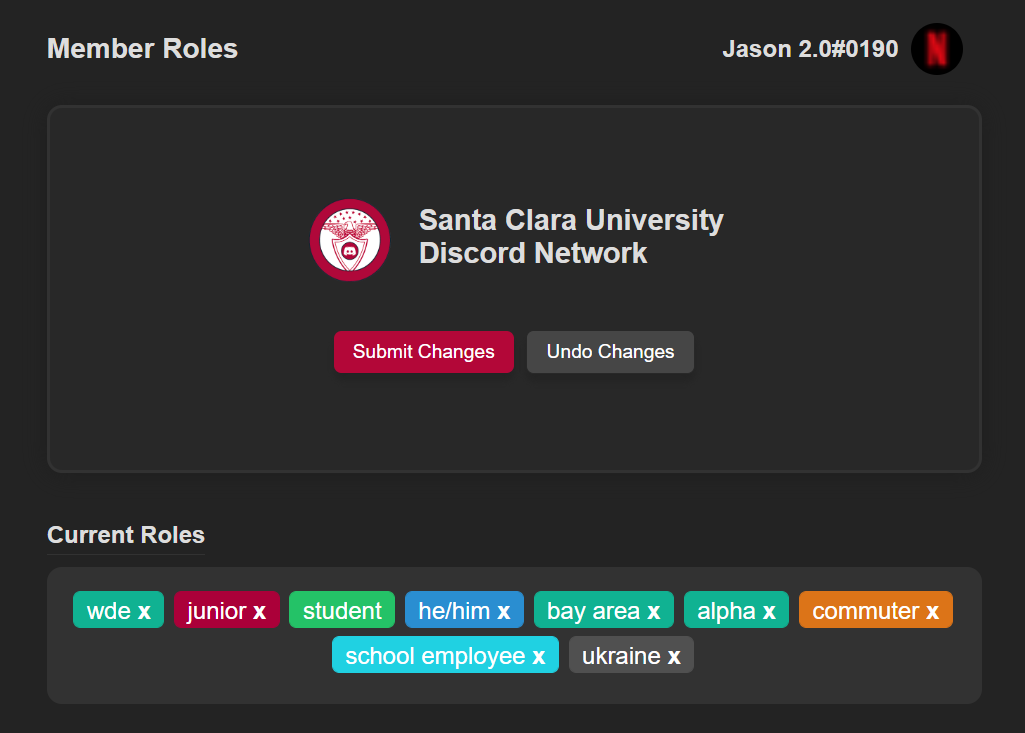 Member Roles
Jason 2.0#0190
N
Santa Clara University
Discord Network
Submit Changes
Undo Changes
Current Roles
wde x junior x student he/him x bay area x alpha x commuter x
school employee x ukraine x